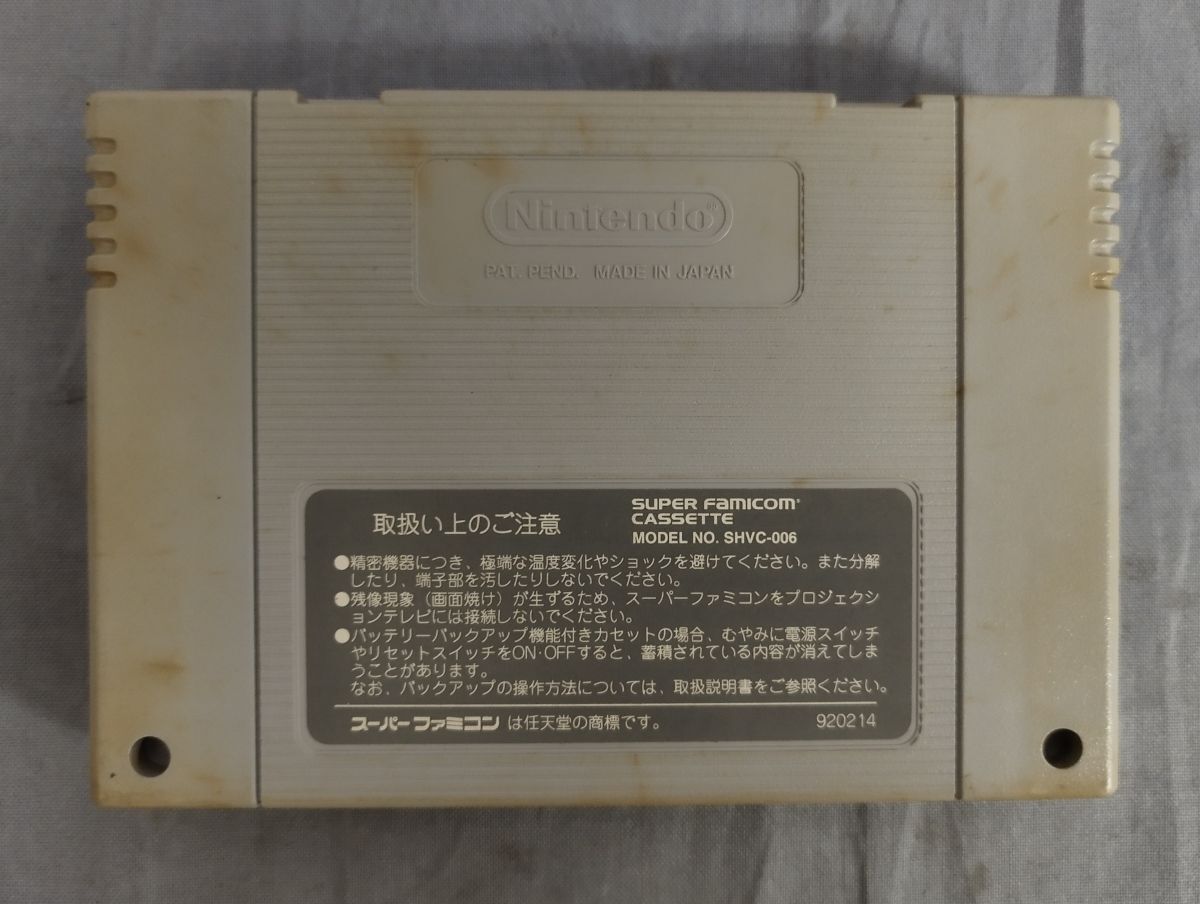 Nintendo®
PAT. PEND. MADE IN JAPAN
取扱い上のご注意
SUPER FAMICOM®
CASSETTE
MODEL NO. SHVC-006
●精密機器につき、極端な温度変化やショックを避けてください。また分解
したり、端子部を汚したりしないでください。
●残像現象（画面焼け）が生ずるため、スーパーファミコンをプロジェクシ
ョンテレビには接続しないでください。
●バッテリーバックアップ機能付きカセットの場合、むやみに電源スイッチ
やリセットスイッチをON·OFFすると、蓄積されている内容が消えてしま
うことがあります。
なお、バックアップの操作方法については、取扱説明書をご参照ください。
スーパーファミコン は任天堂の商標です。 920214